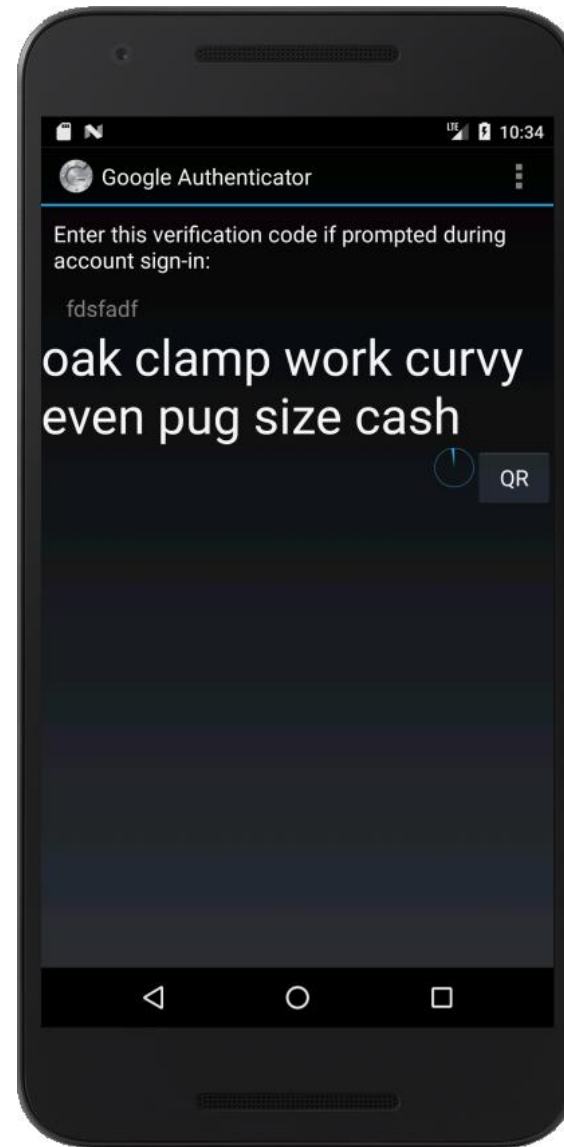 LTE 10:34
Google Authenticator
Enter this verification code if prompted during
account sign-in:
fdsfadf
oak clamp work curvy
even pug size cash
QR